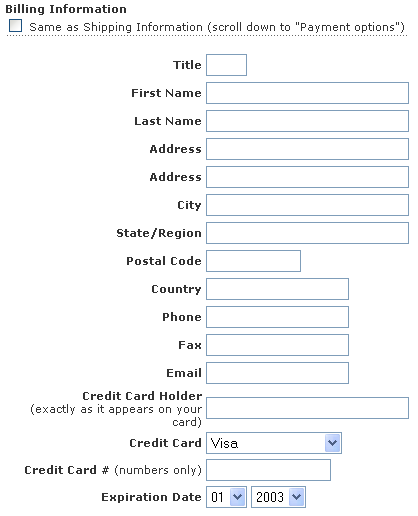 Billing Information
Same as Shipping Information (scroll down to "Payment options")
Title
First Name
Last Name
Address
Address
City
State/Region
Postal Code
Country
Phone
Fax
Email
Credit Card Holder
(exactly as it appears on your
card)
Credit Card Visa
Credit Card # (numbers only)
Expiration Date 01 2003